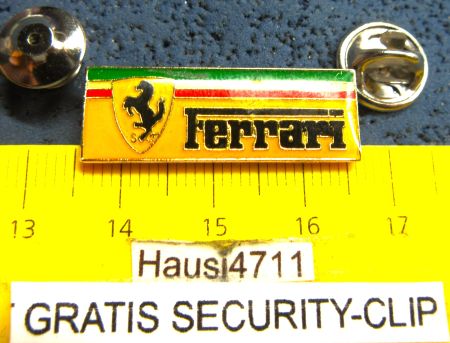 Ferrari
S F
13 14 15 16 17
Hausi4711
GRATIS SECURITY-CLIP